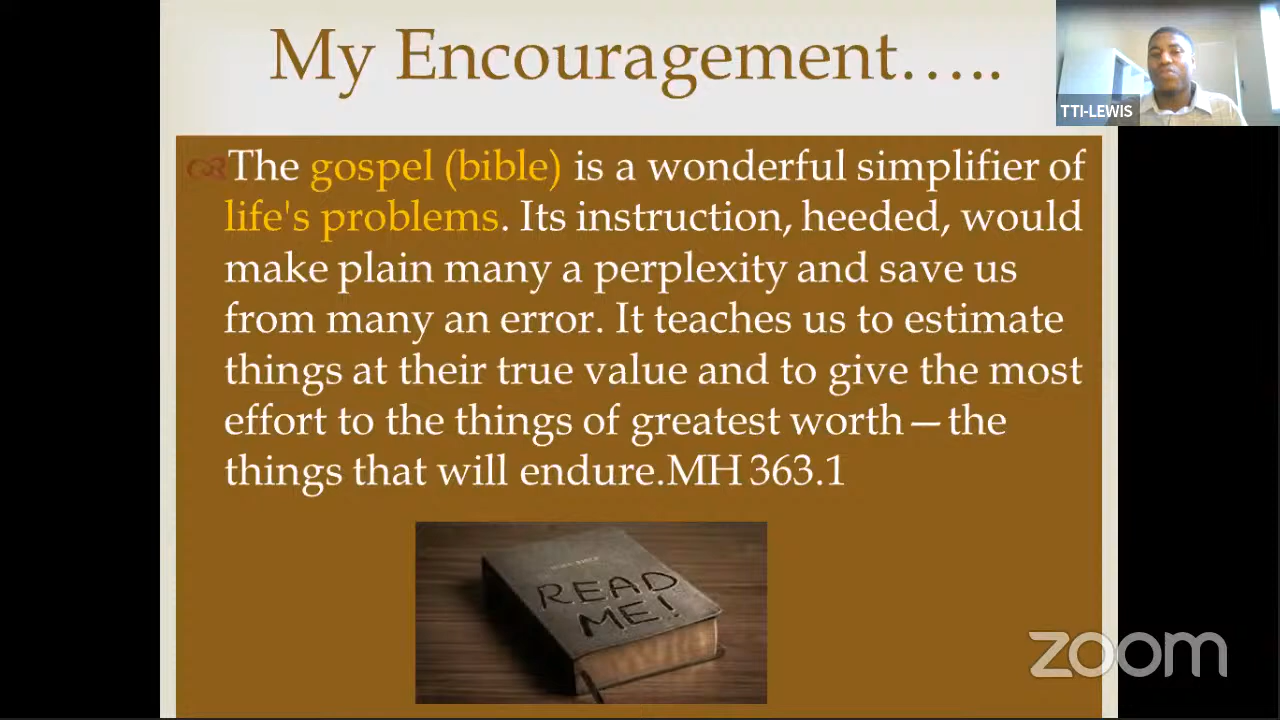 My Encouragement.....
TTI-LEWIS
The gospel (bible) is a wonderful simplifier of
life's problems. Its instruction, heeded, would
make plain many a perplexity and save us
from many an error. It teaches us to estimate
things at their true value and to give the most
effort to the things of greatest worth—the
things that will endure.MH 363.1
HOLY BIBLE
READ
ME!
zoom